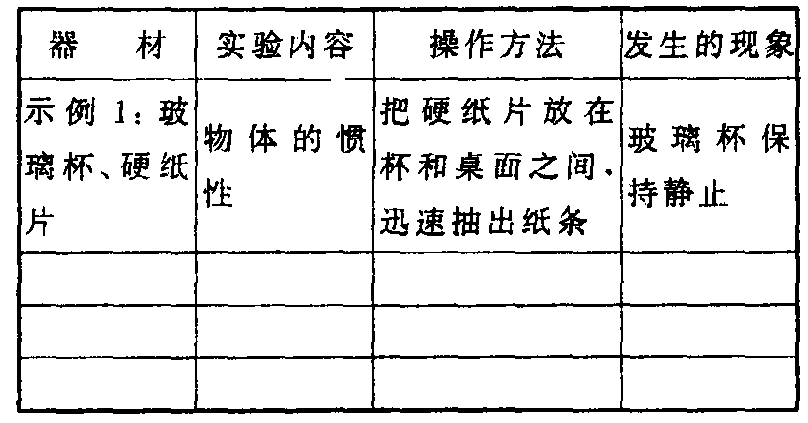 器 材 实验内容 操作方法 发生的现象
示例1：玻
璃杯、硬纸
片
物体的惯
性
把硬纸片放在
杯和桌面之间，
迅速抽出纸条
玻璃杯保
持静止